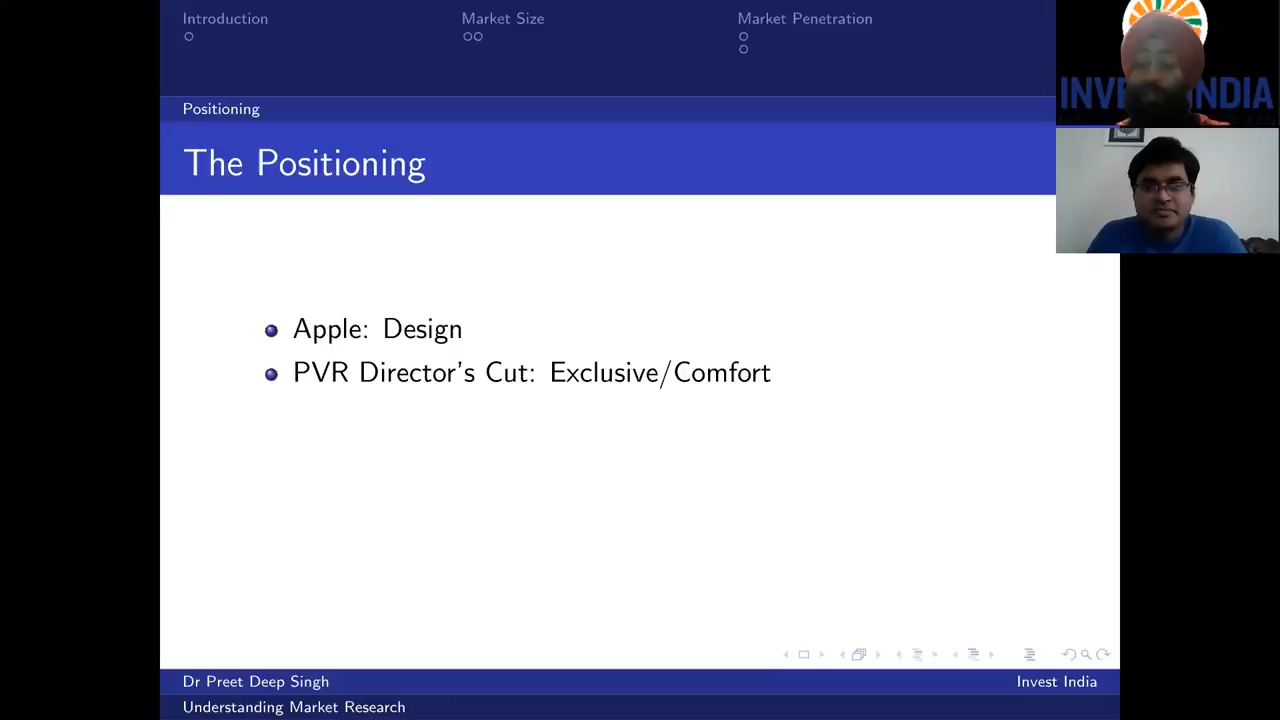 Introduction
Market Size
Market Penetration
Positioning
The Positioning
Apple: Design
PVR Director's Cut: Exclusive/Comfort
Dr Preet Deep Singh
Invest India
Understanding Market Research